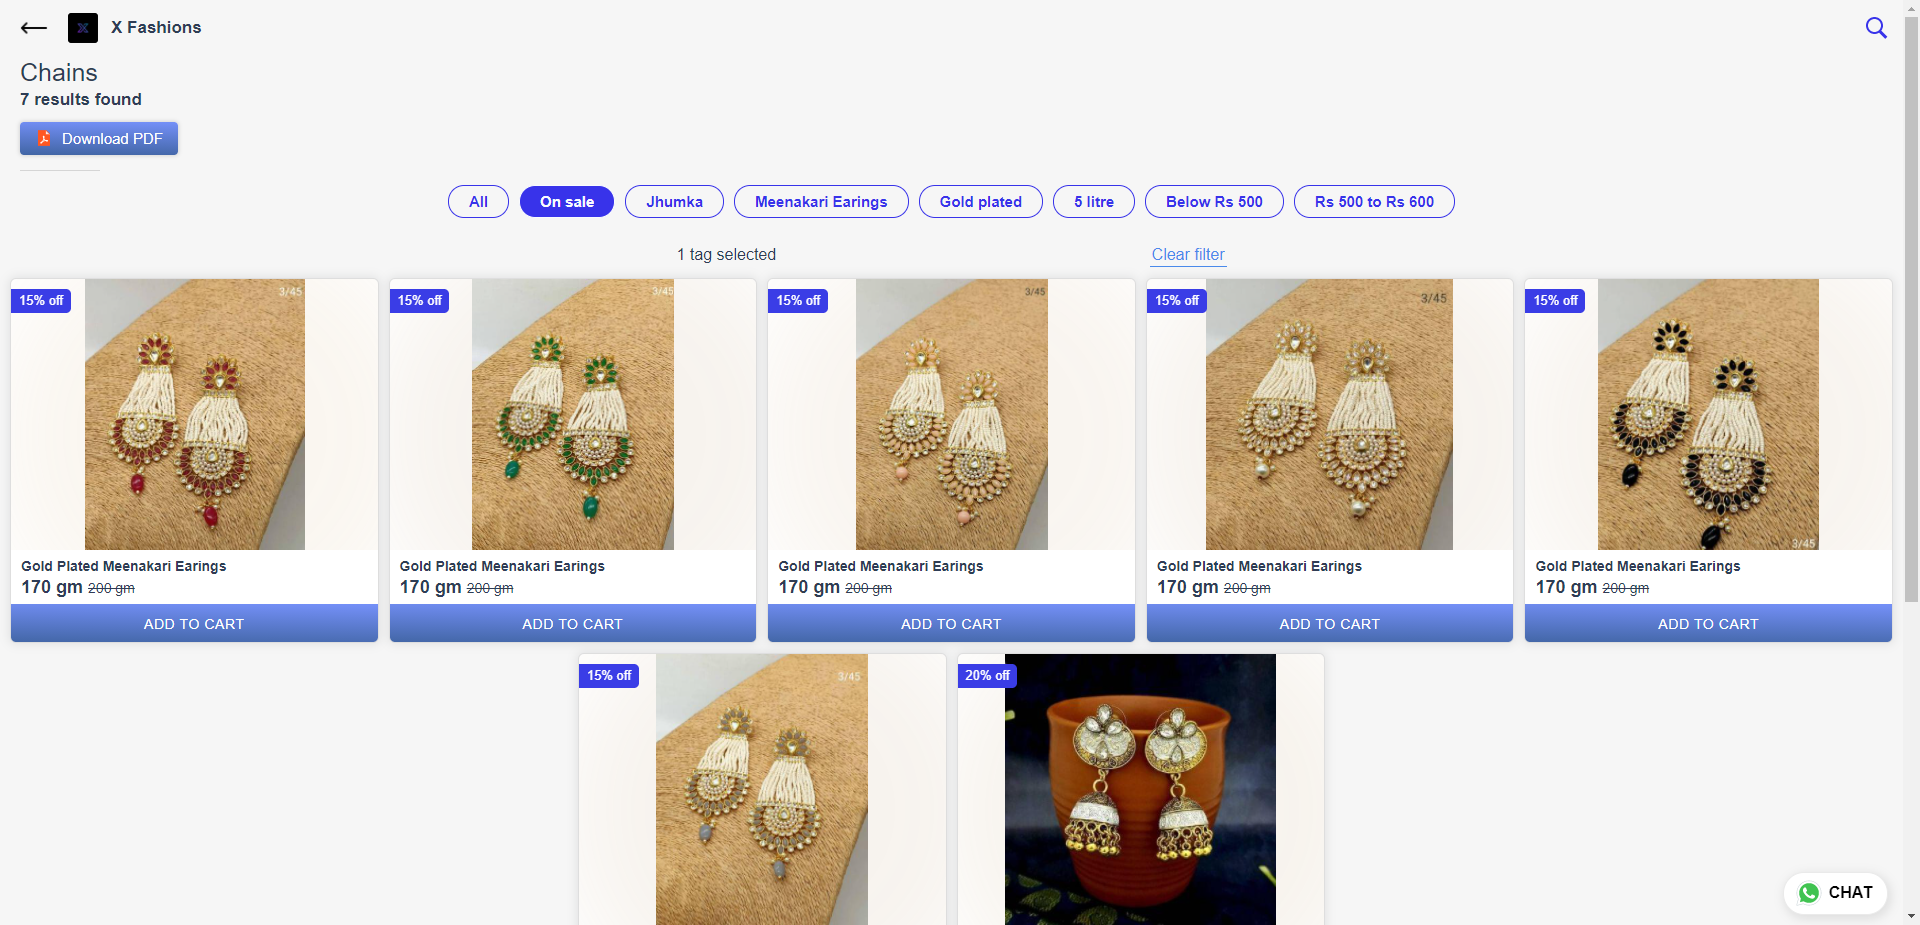 X
X Fashions
Chains
7 results found
Download PDF
All
On sale
Jhumka
Meenakari Earings
Gold plated
5 litre
Below Rs 500
Rs 500 to Rs 600
1 tag selected
Clear filter
15% off
3/45
Gold Plated Meenakari Earings
170 gm 200 gm
ADD TO CART
15% off
3/45
Gold Plated Meenakari Earings
170 gm 200 gm
ADD TO CART
15% off
3/45
Gold Plated Meenakari Earings
170 gm 200 gm
ADD TO CART
15% off
3/45
Gold Plated Meenakari Earings
170 gm 200 gm
ADD TO CART
15% off
3/45
Gold Plated Meenakari Earings
170 gm 200 gm
ADD TO CART
15% off
3/45
20% off
CHAT